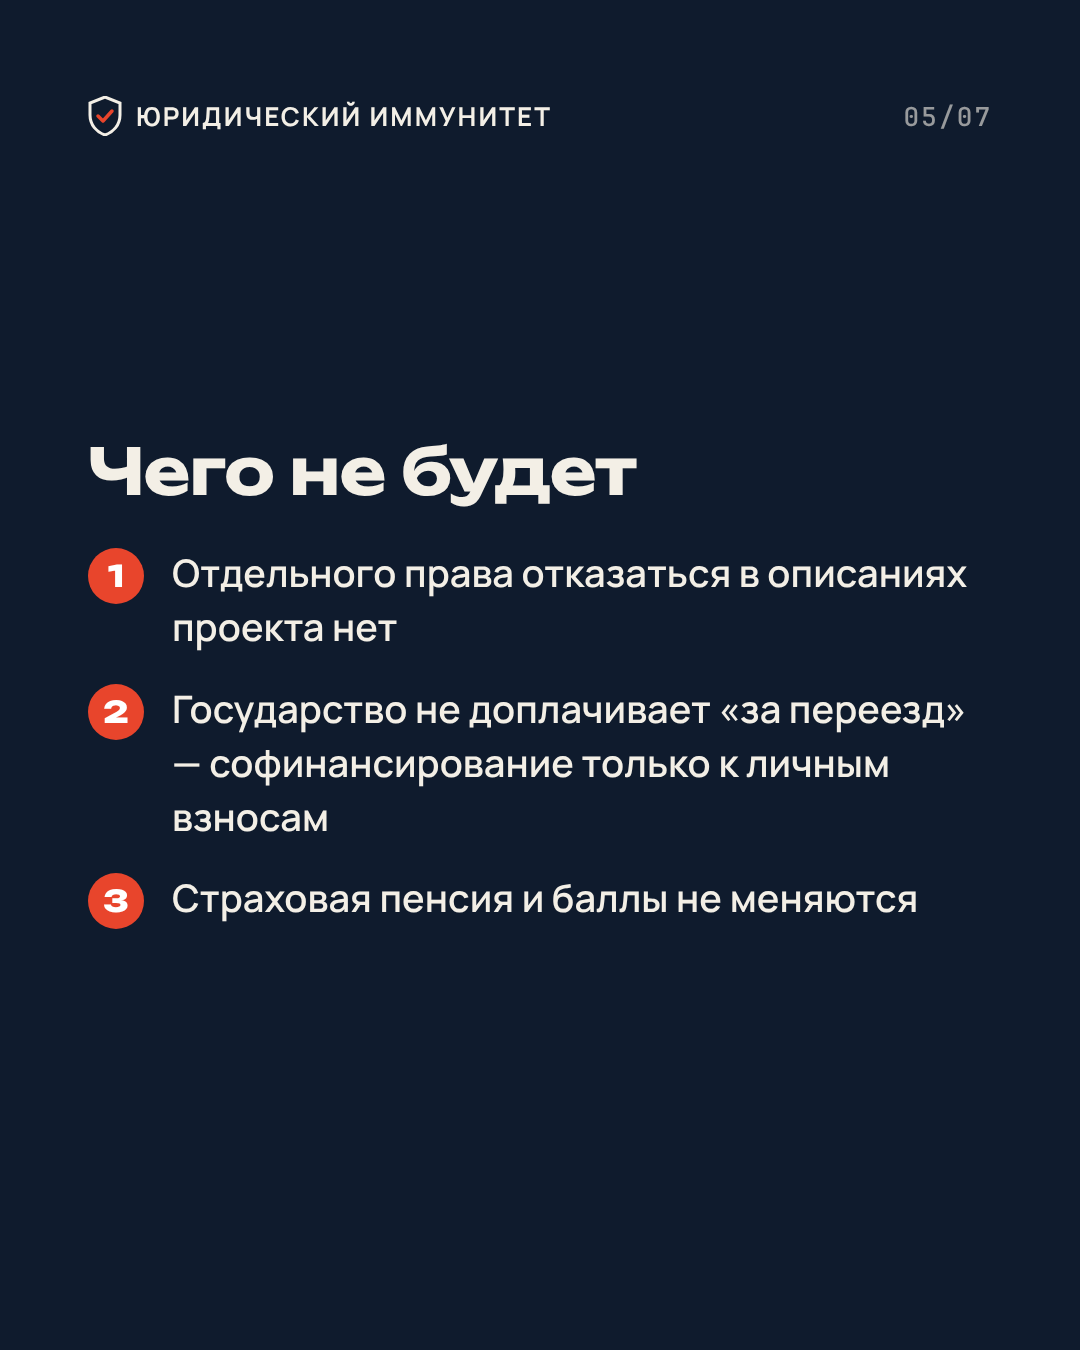 ЮРИДИЧЕСКИЙ ИММУНИТЕТ
05/07
Чего не будет
1 Отдельного права отказаться в описаниях
проекта нет
2 Государство не доплачивает «за переезд»
— софинансирование только к личным
взносам
3 Страховая пенсия и баллы не меняются